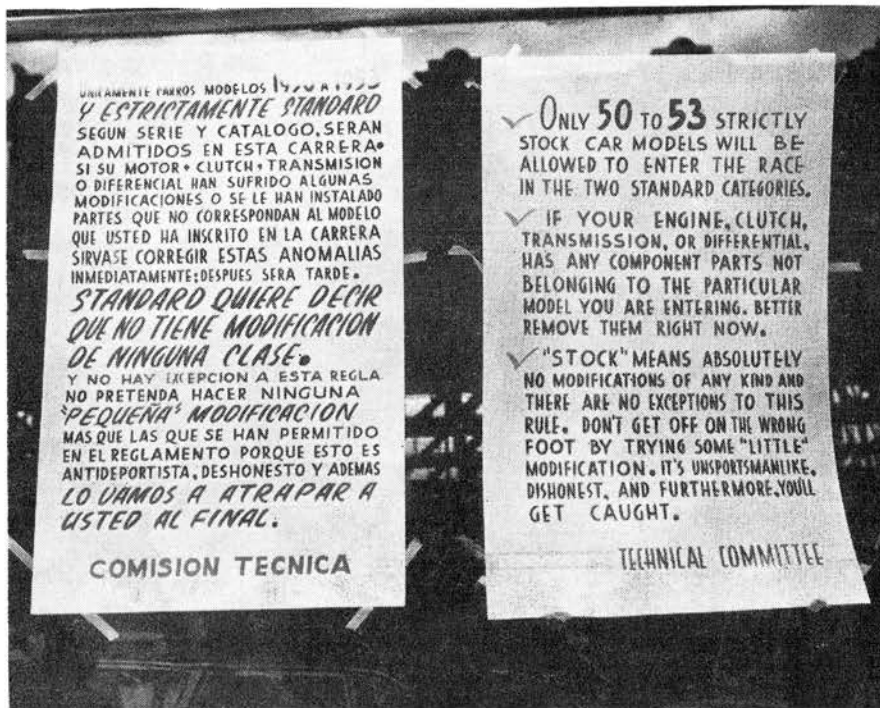 UNICAMENTE CARROS MODELOS 1950 A 1953
Y ESTRICTAMENTE STANDARD
SEGUN SERIE Y CATALOGO, SERAN
ADMITIDOS EN ESTA CARRERA.
SI SU MOTOR - CLUTCH - TRANSMISION
O DIFERENCIAL HAN SUFRIDO ALGUNAS
MODIFICACIONES O SE LE HAN INSTALADO
PARTES QUE NO CORRESPONDAN AL MODELO
QUE USTED HA INSCRITO EN LA CARRERA
SIRVASE CORREGIR ESTAS ANOMALIAS
INMEDIATAMENTE; DESPUES SERA TARDE.
STANDARD QUIERE DECIR
QUE NO TIENE MODIFICACION
DE NINGUNA CLASE.
Y NO HAY EXCEPCION A ESTA REGLA
NO PRETENDA HACER NINGUNA
"PEQUEÑA" MODIFICACION
MAS QUE LAS QUE SE HAN PERMITIDO
EN EL REGLAMENTO PORQUE ESTO ES
ANTIDEPORTISTA, DESHONESTO Y ADEMAS
LO VAMOS A ATRAPAR A
USTED AL FINAL.
COMISION TECNICA
✓ ONLY 50 TO 53 STRICTLY
STOCK CAR MODELS WILL BE
ALLOWED TO ENTER THE RACE
IN THE TWO STANDARD CATEGORIES.
✓ IF YOUR ENGINE, CLUTCH,
TRANSMISSION, OR DIFFERENTIAL,
HAS ANY COMPONENT PARTS NOT
BELONGING TO THE PARTICULAR
MODEL YOU ARE ENTERING. BETTER
REMOVE THEM RIGHT NOW.
✓ "STOCK" MEANS ABSOLUTELY
NO MODIFICATIONS OF ANY KIND AND
THERE ARE NO EXCEPTIONS TO THIS
RULE. DON'T GET OFF ON THE WRONG
FOOT BY TRYING SOME "LITTLE"
MODIFICATION. IT'S UNSPORTSMANLIKE,
DISHONEST, AND FURTHERMORE, YOU'LL
GET CAUGHT.
TECHNICAL COMMITTEE